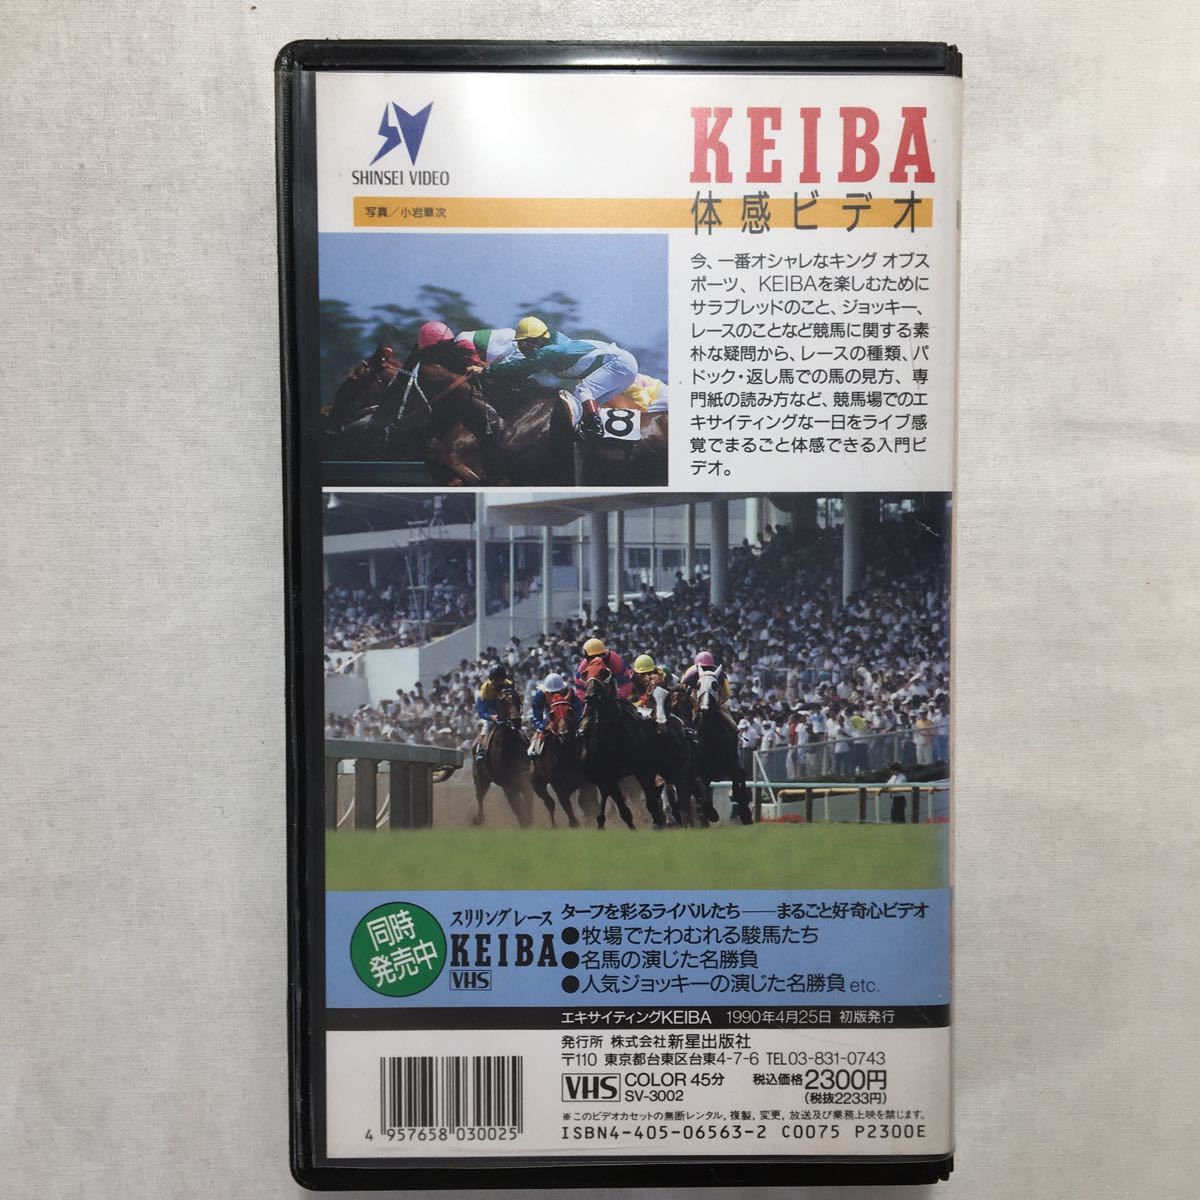 SHINSEI VIDEO
KEIBA
体感ビデオ
写真／小岩章次
今、一番オシャレなキング オブス
ポーツ、KEIBAを楽しむために
サラブレッドのこと、ジョッキー、
レースのことなど競馬に関する素
朴な疑問から、レースの種類、パ
ドック・返し馬での馬の見方、専
門紙の読み方など、競馬場でのエ
キサイティングな一日をライブ感
覚でまるごと体感できる入門ビ
デオ。
8
同時
発売中
スリリングレース
KEIBA
VHS
ターフを彩るライバルたち――まるごと好奇心ビデオ
●牧場でたわむれる駿馬たち
●名馬の演じた名勝負
●人気ジョッキーの演じた名勝負 etc.
エキサイティングKEIBA 1990年4月25日 初版発行
発行所 株式会社新星出版社
〒110 東京都台東区台東4-7-6 TEL03-831-0743
VHS COLOR 45分 税込価格2300円
SV-3002 (税抜2233円)
※このビデオカセットの無断レンタル、複製、変更、放送及び業務上映を禁じます。
ISBN4-405-06563-2 C0075 P2300E
4 957658 030025